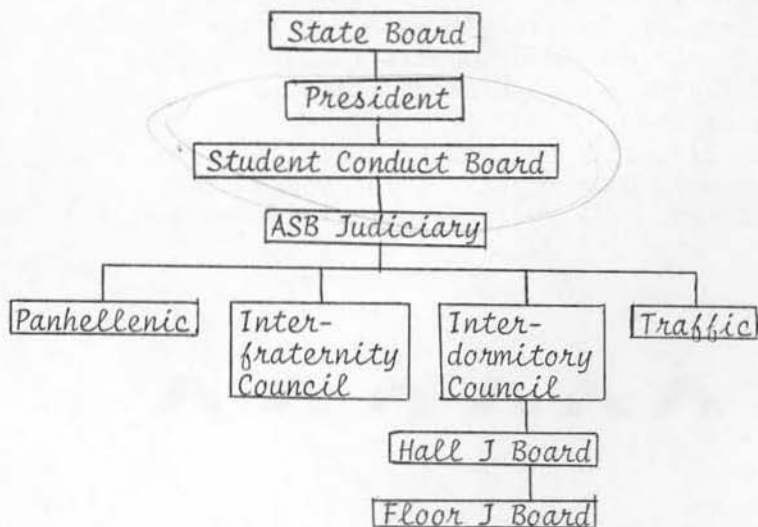 State Board
President
Student Conduct Board
ASB Judiciary
Panhellenic
Inter-
fraternity
Council
Inter-
dormitory
Council
Traffic
Hall J Board
Floor J Board